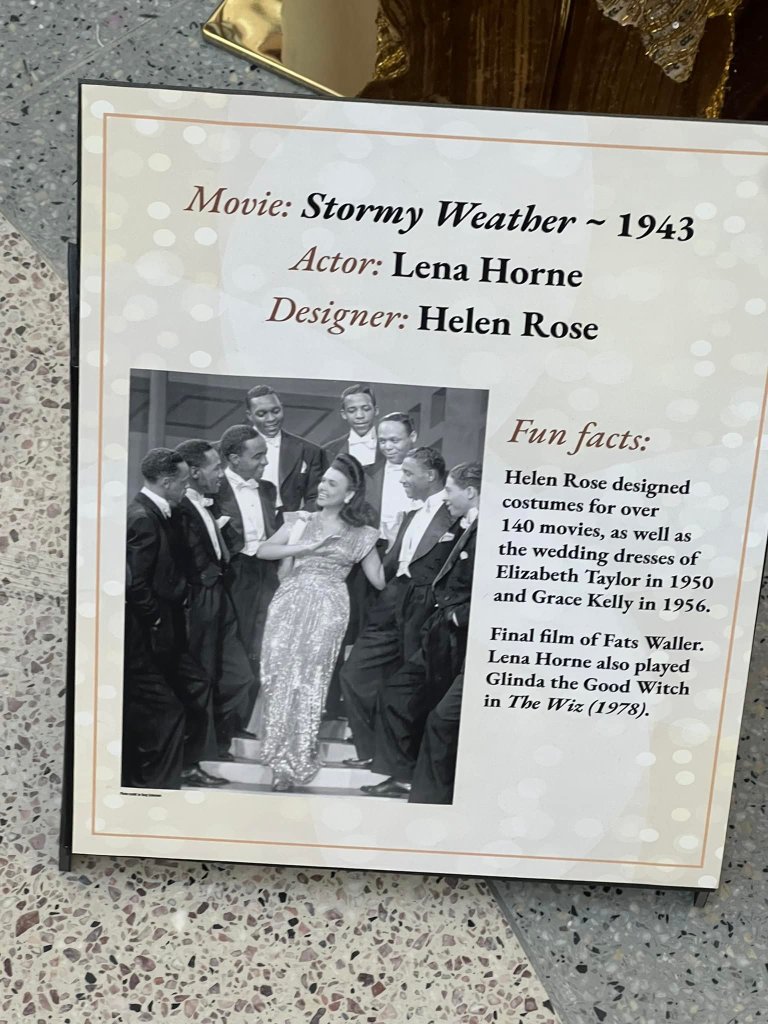 Movie: Stormy Weather ~ 1943
Actor: Lena Horne
Designer: Helen Rose
Fun facts:
Helen Rose designed
costumes for over
140 movies, as well as
the wedding dresses of
Elizabeth Taylor in 1950
and Grace Kelly in 1956.
Final film of Fats Waller.
Lena Horne also played
Glinda the Good Witch
in The Wiz (1978).